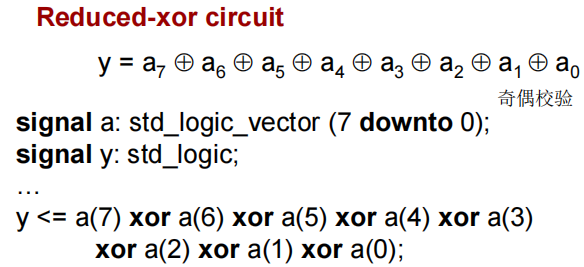 Reduced-xor circuit
y = a₇ ⊕ a₆ ⊕ a₅ ⊕ a₄ ⊕ a₃ ⊕ a₂ ⊕ a₁ ⊕ a₀
奇偶校验
signal a: std_logic_vector (7 downto 0);
signal y: std_logic;
…
y <= a(7) xor a(6) xor a(5) xor a(4) xor a(3)
xor a(2) xor a(1) xor a(0);